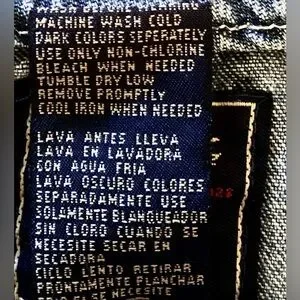 MACHINE WASH COLD
DARK COLORS SEPERATELY
USE ONLY NON-CHLORINE
BLEACH WHEN NEEDED
TUMBLE DRY LOW
REMOVE PROMPTLY
COOL IRON WHEN NEEDED
LAVA ANTES LLEVA
LAVA EN LAVADORA
CON AGUA FRIA
LAVA OSCURO COLORES
SEPARADAMENTE USE
SOLAMENTE BLANQUEADOR
SIN CLORO CUANDO SE
NECESITE SECAR EN
SECADORA
CICLO LENTO RETIRAR
PRONTAMENTE PLANCHAR